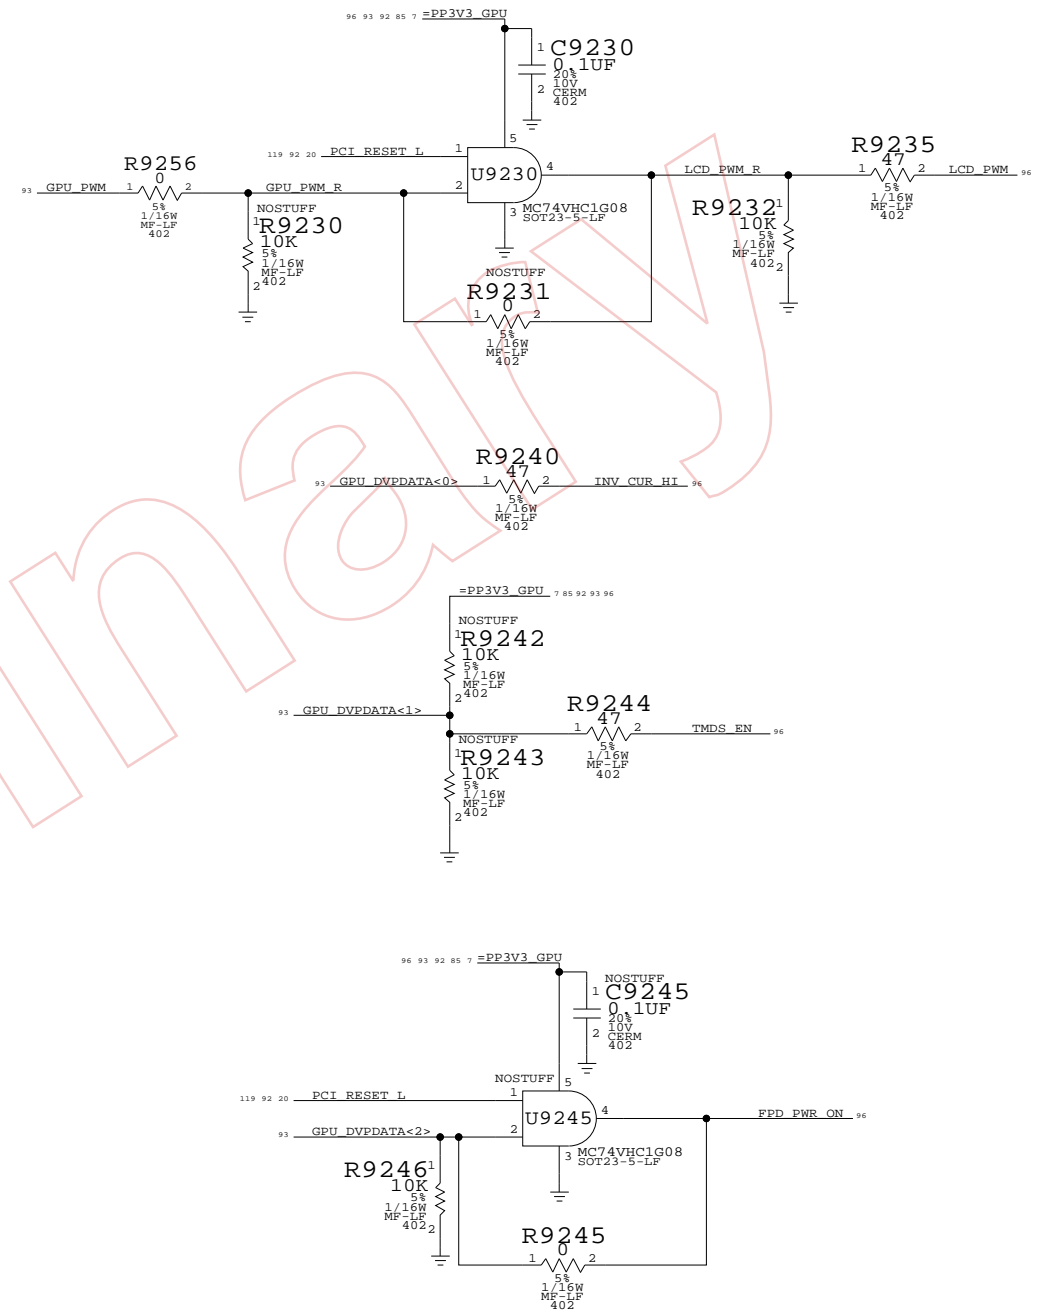 96 93 92 85 7 =PP3V3_GPU
1 C9230
0.1UF
20%
10V
2 CERM
402
5
119 92 20 PCI_RESET_L 1
U9230
4
2
3 MC74VHC1G08
SOT23-5-LF
R9256
0
93 GPU_PWM 1 2 GPU_PWM_R
5%
1/16W
MF-LF
402
NOSTUFF
1 R9230
10K
5%
1/16W
MF-LF
2 402
LCD_PWM_R
R9235
47
1 2 LCD_PWM 96
5%
1/16W
MF-LF
402
R9232 1
10K
5%
1/16W
MF-LF
402 2
NOSTUFF
R9231
0
1 2
5%
1/16W
MF-LF
402
R9240
47
93 GPU_DVPDATA<0> 1 2 INV_CUR_HI 96
5%
1/16W
MF-LF
402
=PP3V3_GPU 7 85 92 93 96
NOSTUFF
1 R9242
10K
5%
1/16W
MF-LF
2 402
93 GPU_DVPDATA<1>
R9244
47
1 2 TMDS_EN 96
5%
1/16W
MF-LF
402
NOSTUFF
1 R9243
10K
5%
1/16W
MF-LF
2 402
96 93 92 85 7 =PP3V3_GPU
NOSTUFF
1 C9245
0.1UF
20%
10V
2 CERM
402
NOSTUFF 5
119 92 20 PCI_RESET_L 1
U9245
4 FPD_PWR_ON 96
93 GPU_DVPDATA<2> 2
3 MC74VHC1G08
SOT23-5-LF
R9246 1
10K
5%
1/16W
MF-LF
402 2
R9245
0
1 2
5%
1/16W
MF-LF
402
inary